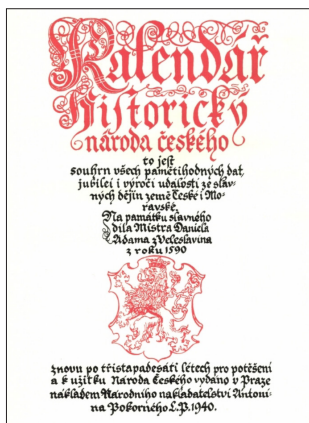 Kalendář
historický
národa českého
to jest
souhrn všech pamětihodných dat,
jubileí i výročí událostí ze slav-
ných dějin země České i Mo-
ravské.
Na památku slavného
díla Mistra Daniela
Adama z Veleslavína
z roku 1590
znovu po třistapadesáti létech pro potěšení
a k užitku Národa Českého vydáno v Praze
nákladem Národního nakladatelství Antoní-
na Pokorného L.P. 1940.